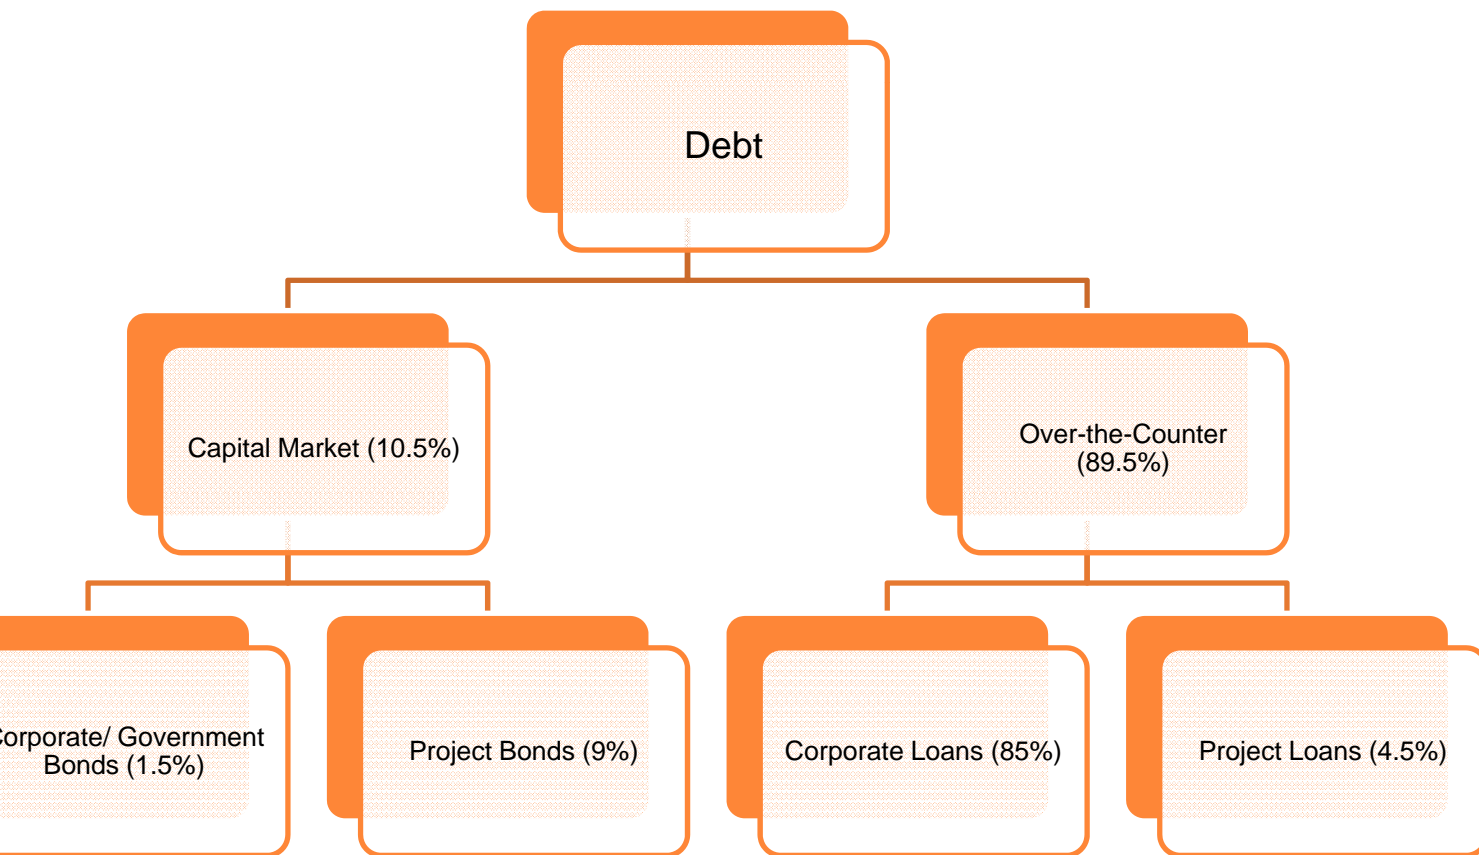 Debt
Capital Market (10.5%)
Over-the-Counter
(89.5%)
Corporate/ Government
Bonds (1.5%)
Project Bonds (9%)
Corporate Loans (85%)
Project Loans (4.5%)